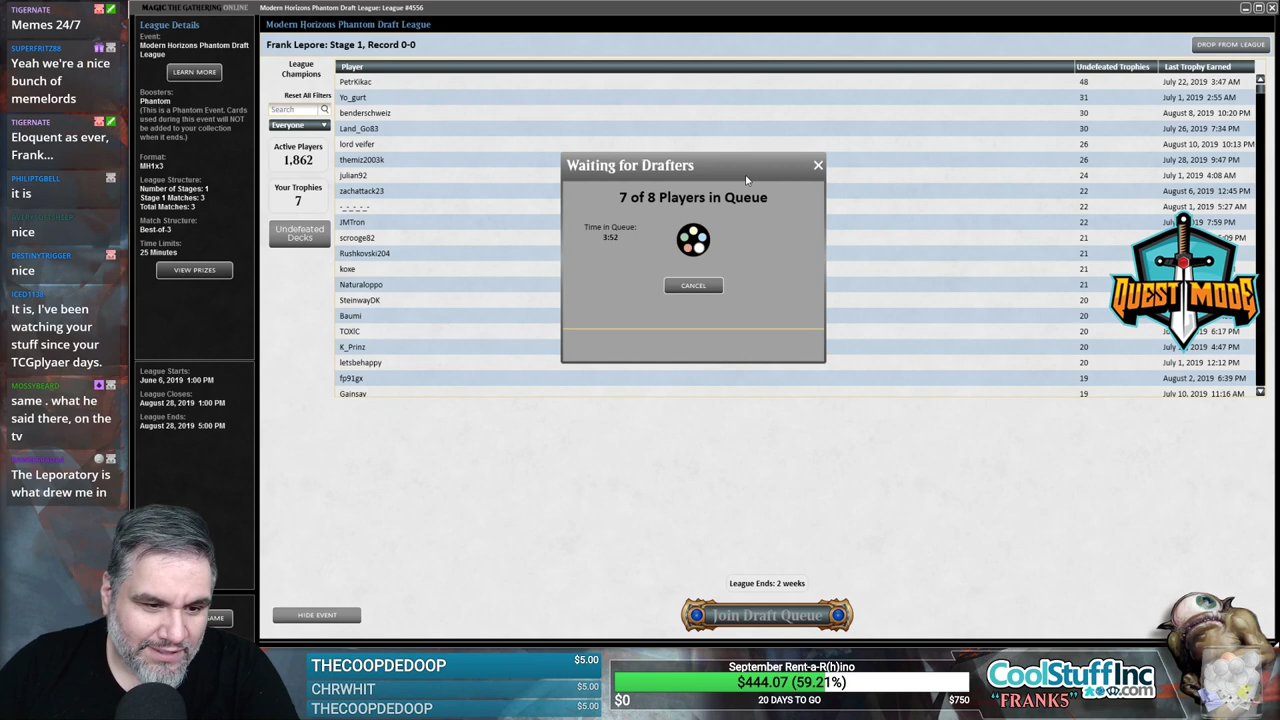 MAGIC THE GATHERING ONLINE
Modern Horizons Phantom Draft League: League #4556
TIGERNATE
Memes 24/7
SUPERFRITZ88
Yeah we're a nice
bunch of
memelords
TIGERNATE
Eloquent as ever,
Frank...
PHILIPTGBELL
it is
nice
DESTINYTRIGGER
nice
ICED1138
It is, I've been
watching your
stuff since your
TCGplyaer days.
MOSSYBEARD
same . what he
said there, on the
tv
The Leporatory is
what drew me in
League Details
Event:
Modern Horizons Phantom Draft
League
LEARN MORE
Boosters:
Phantom
(This is a Phantom Event. Cards
used during this event will NOT
be added to your collection
when it ends.)
Format:
MH1x3
League Structure:
Number of Stages: 1
Stage 1 Matches: 3
Total Matches: 3
Match Structure:
Best-of-3
Time Limits:
25 Minutes
VIEW PRIZES
League Starts:
June 6, 2019 1:00 PM
League Closes:
August 28, 2019 1:00 PM
League Ends:
August 28, 2019 5:00 PM
Modern Horizons Phantom Draft League
Frank Lepore: Stage 1, Record 0-0
DROP FROM LEAGUE
League
Champions
Reset All Filters
Search
Everyone
Active Players
1,862
Your Trophies
7
Undefeated
Decks
Player Undefeated Trophies Last Trophy Earned
PetrKikac 48 July 22, 2019 3:47 AM
Yo_gurt 31 July 1, 2019 2:55 AM
benderschweiz 30 August 8, 2019 10:20 PM
Land_Go83 30 July 26, 2019 7:34 PM
lord veifer 26 August 10, 2019 10:13 PM
themiz2003k 26 July 28, 2019 9:47 PM
julian92 24 July 1, 2019 4:08 AM
zachattack23 22 August 6, 2019 12:45 PM
-_-_-_-_- 22 August 1, 2019 5:27 AM
JMTron 22 7:59 PM
scrooge82 21 5:09 PM
Rushkovski204 21
koxe 21
Naturaloppo 21
SteinwayDK 20
Baumi 20
TOXIC 20 6:17 PM
K_Prinz 20 4:47 PM
letsbehappy 20 July 1, 2019 12:12 PM
fp91gx 19 August 2, 2019 6:39 PM
Gainsay 19 July 10, 2019 11:16 AM
Waiting for Drafters
7 of 8 Players in Queue
Time in Queue:
3:52
CANCEL
QUEST MODE
League Ends: 2 weeks
HIDE EVENT
Join Draft Queue
GAME
THECOOPDEDOOP $5.00
CHRWHIT $5.00
THECOOPDEDOOP $5.00
September Rent-a-R(h)ino
$444.07 (59.21%)
$0 20 DAYS TO GO $750
CoolStuffInc
.com
"FRANK5"